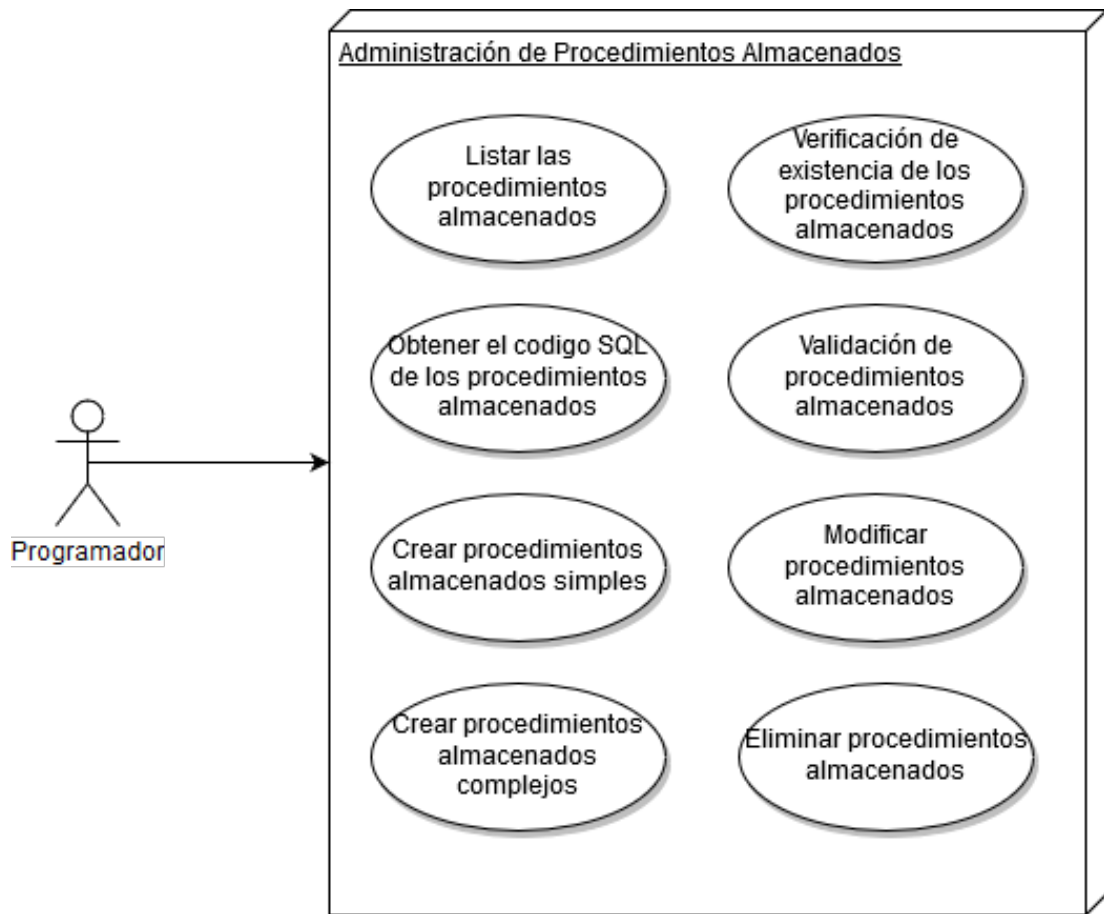 Administración de Procedimientos Almacenados
Listar las
procedimientos
almacenados
Verificación de
existencia de los
procedimientos
almacenados
Obtener el codigo SQL
de los procedimientos
almacenados
Validación de
procedimientos
almacenados
Programador
Crear procedimientos
almacenados simples
Modificar
procedimientos
almacenados
Crear procedimientos
almacenados
complejos
Eliminar procedimientos
almacenados